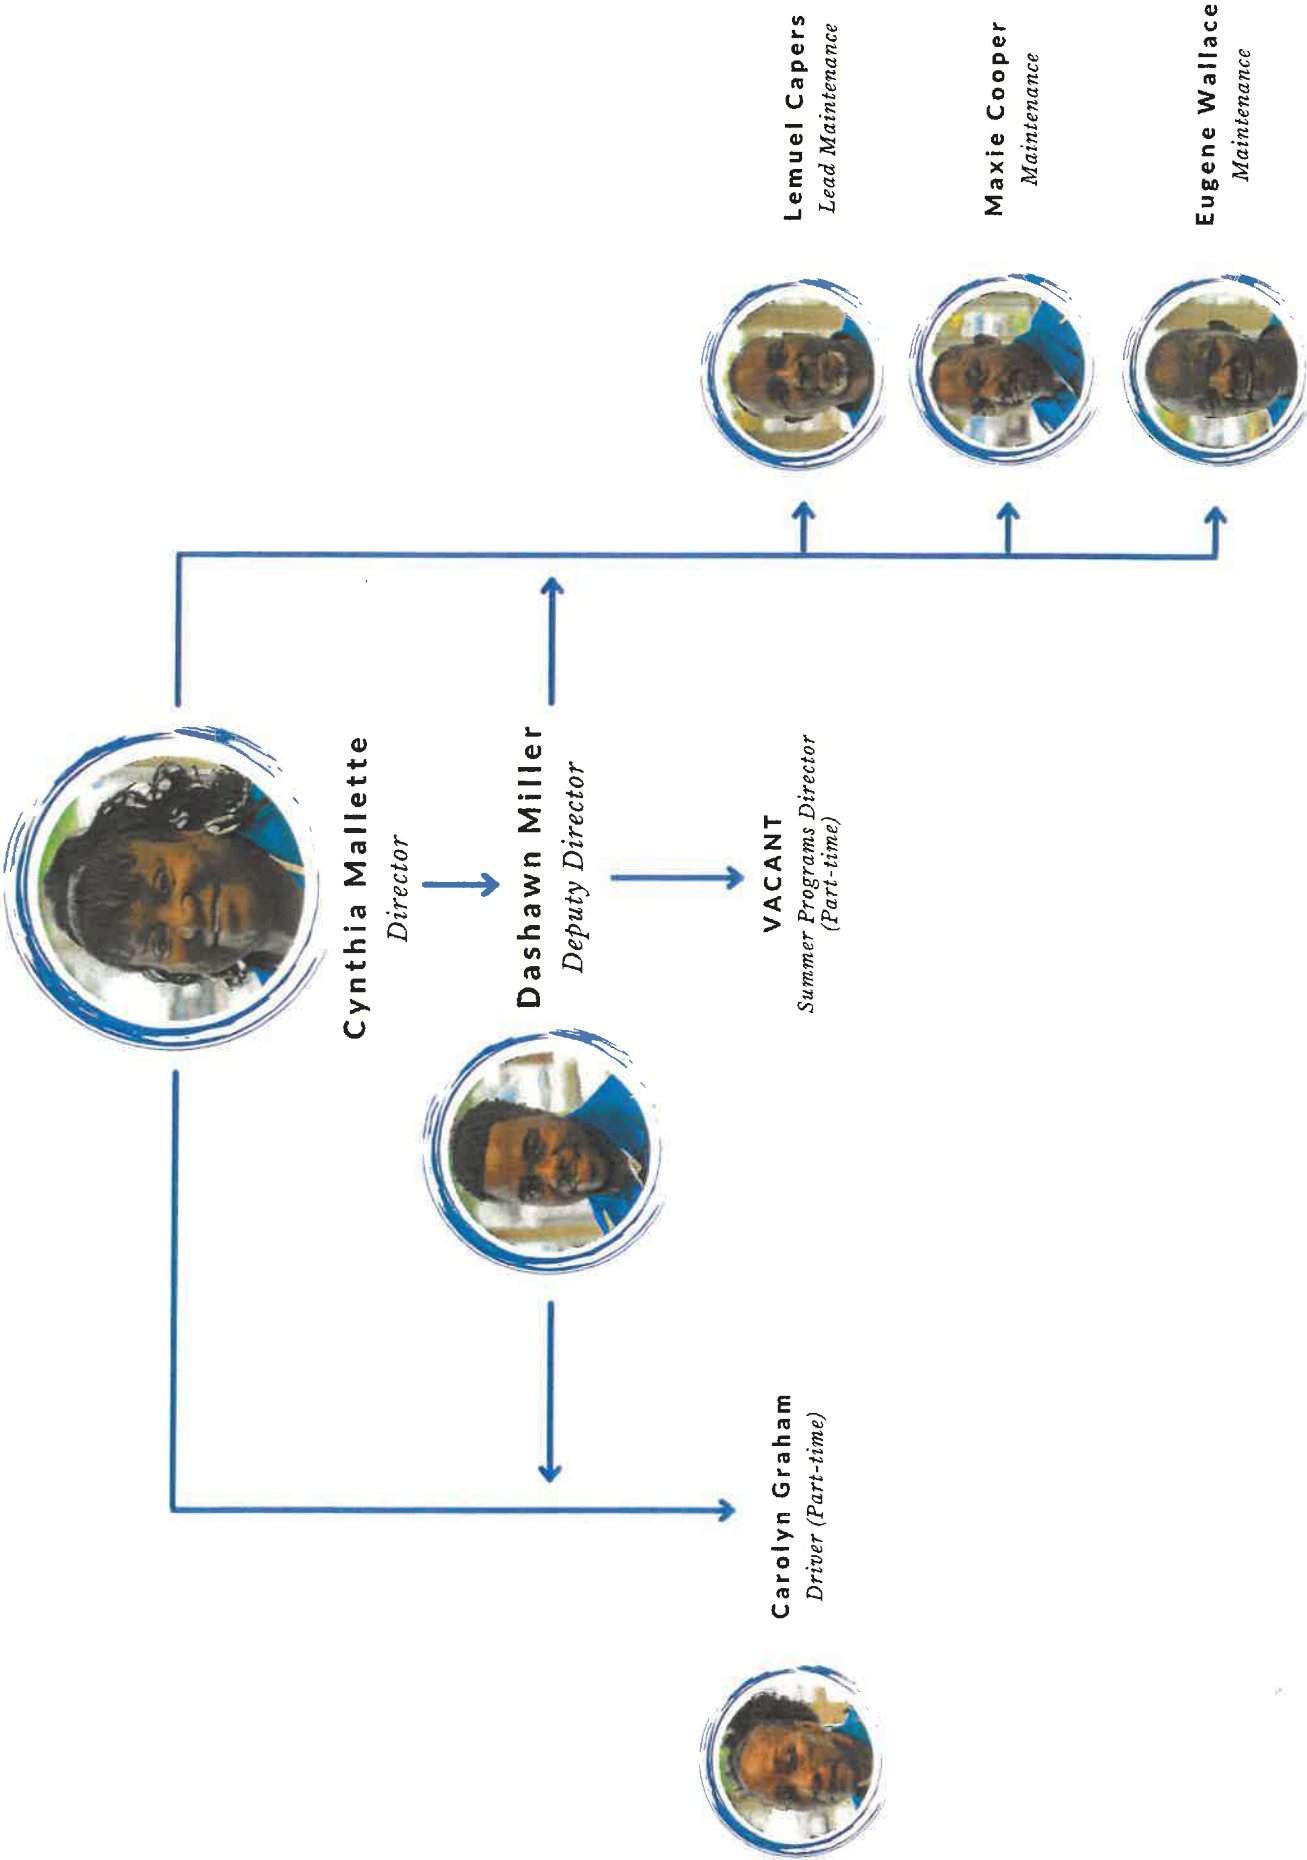 Cynthia Mallette
Director
Dashawn Miller
Deputy Director
Carolyn Graham
Driver (Part-time)
VACANT
Summer Programs Director
(Part-time)
Lemuel Capers
Lead Maintenance
Maxie Cooper
Maintenance
Eugene Wallace
Maintenance